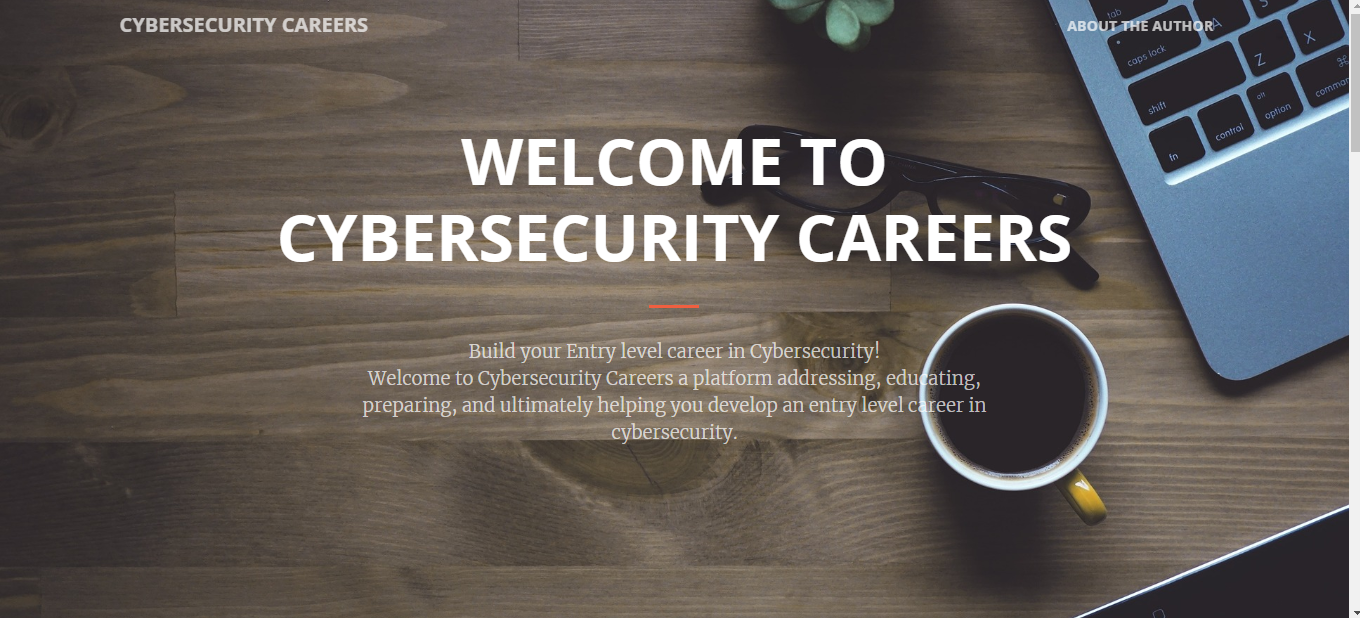 CYBERSECURITY CAREERS
ABOUT THE AUTHOR
tab
A
S
caps lock
Z
X
shift
fn
control
alt
option
⌘
WELCOME TO
CYBERSECURITY CAREERS
Build your Entry level career in Cybersecurity!
Welcome to Cybersecurity Careers a platform addressing, educating,
preparing, and ultimately helping you develop an entry level career in
cybersecurity.